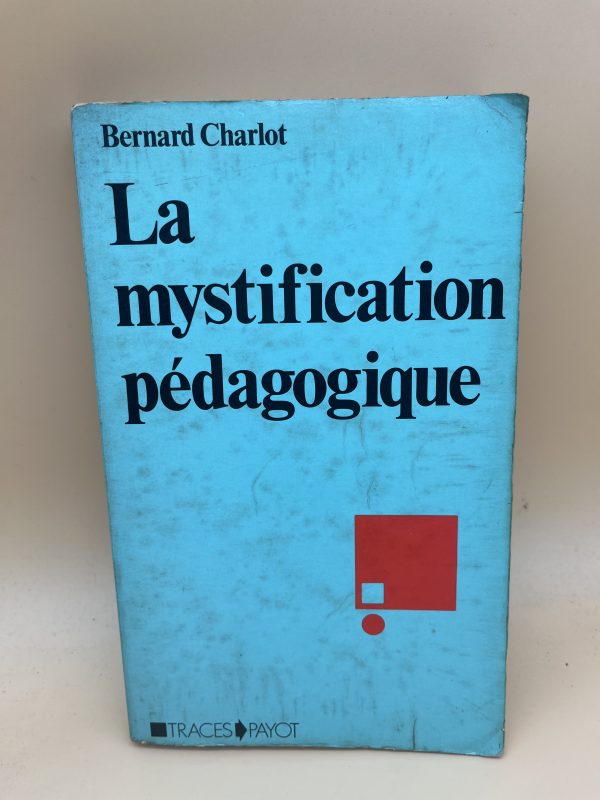 Bernard Charlot
La
mystification
pédagogique
TRACES PAYOT